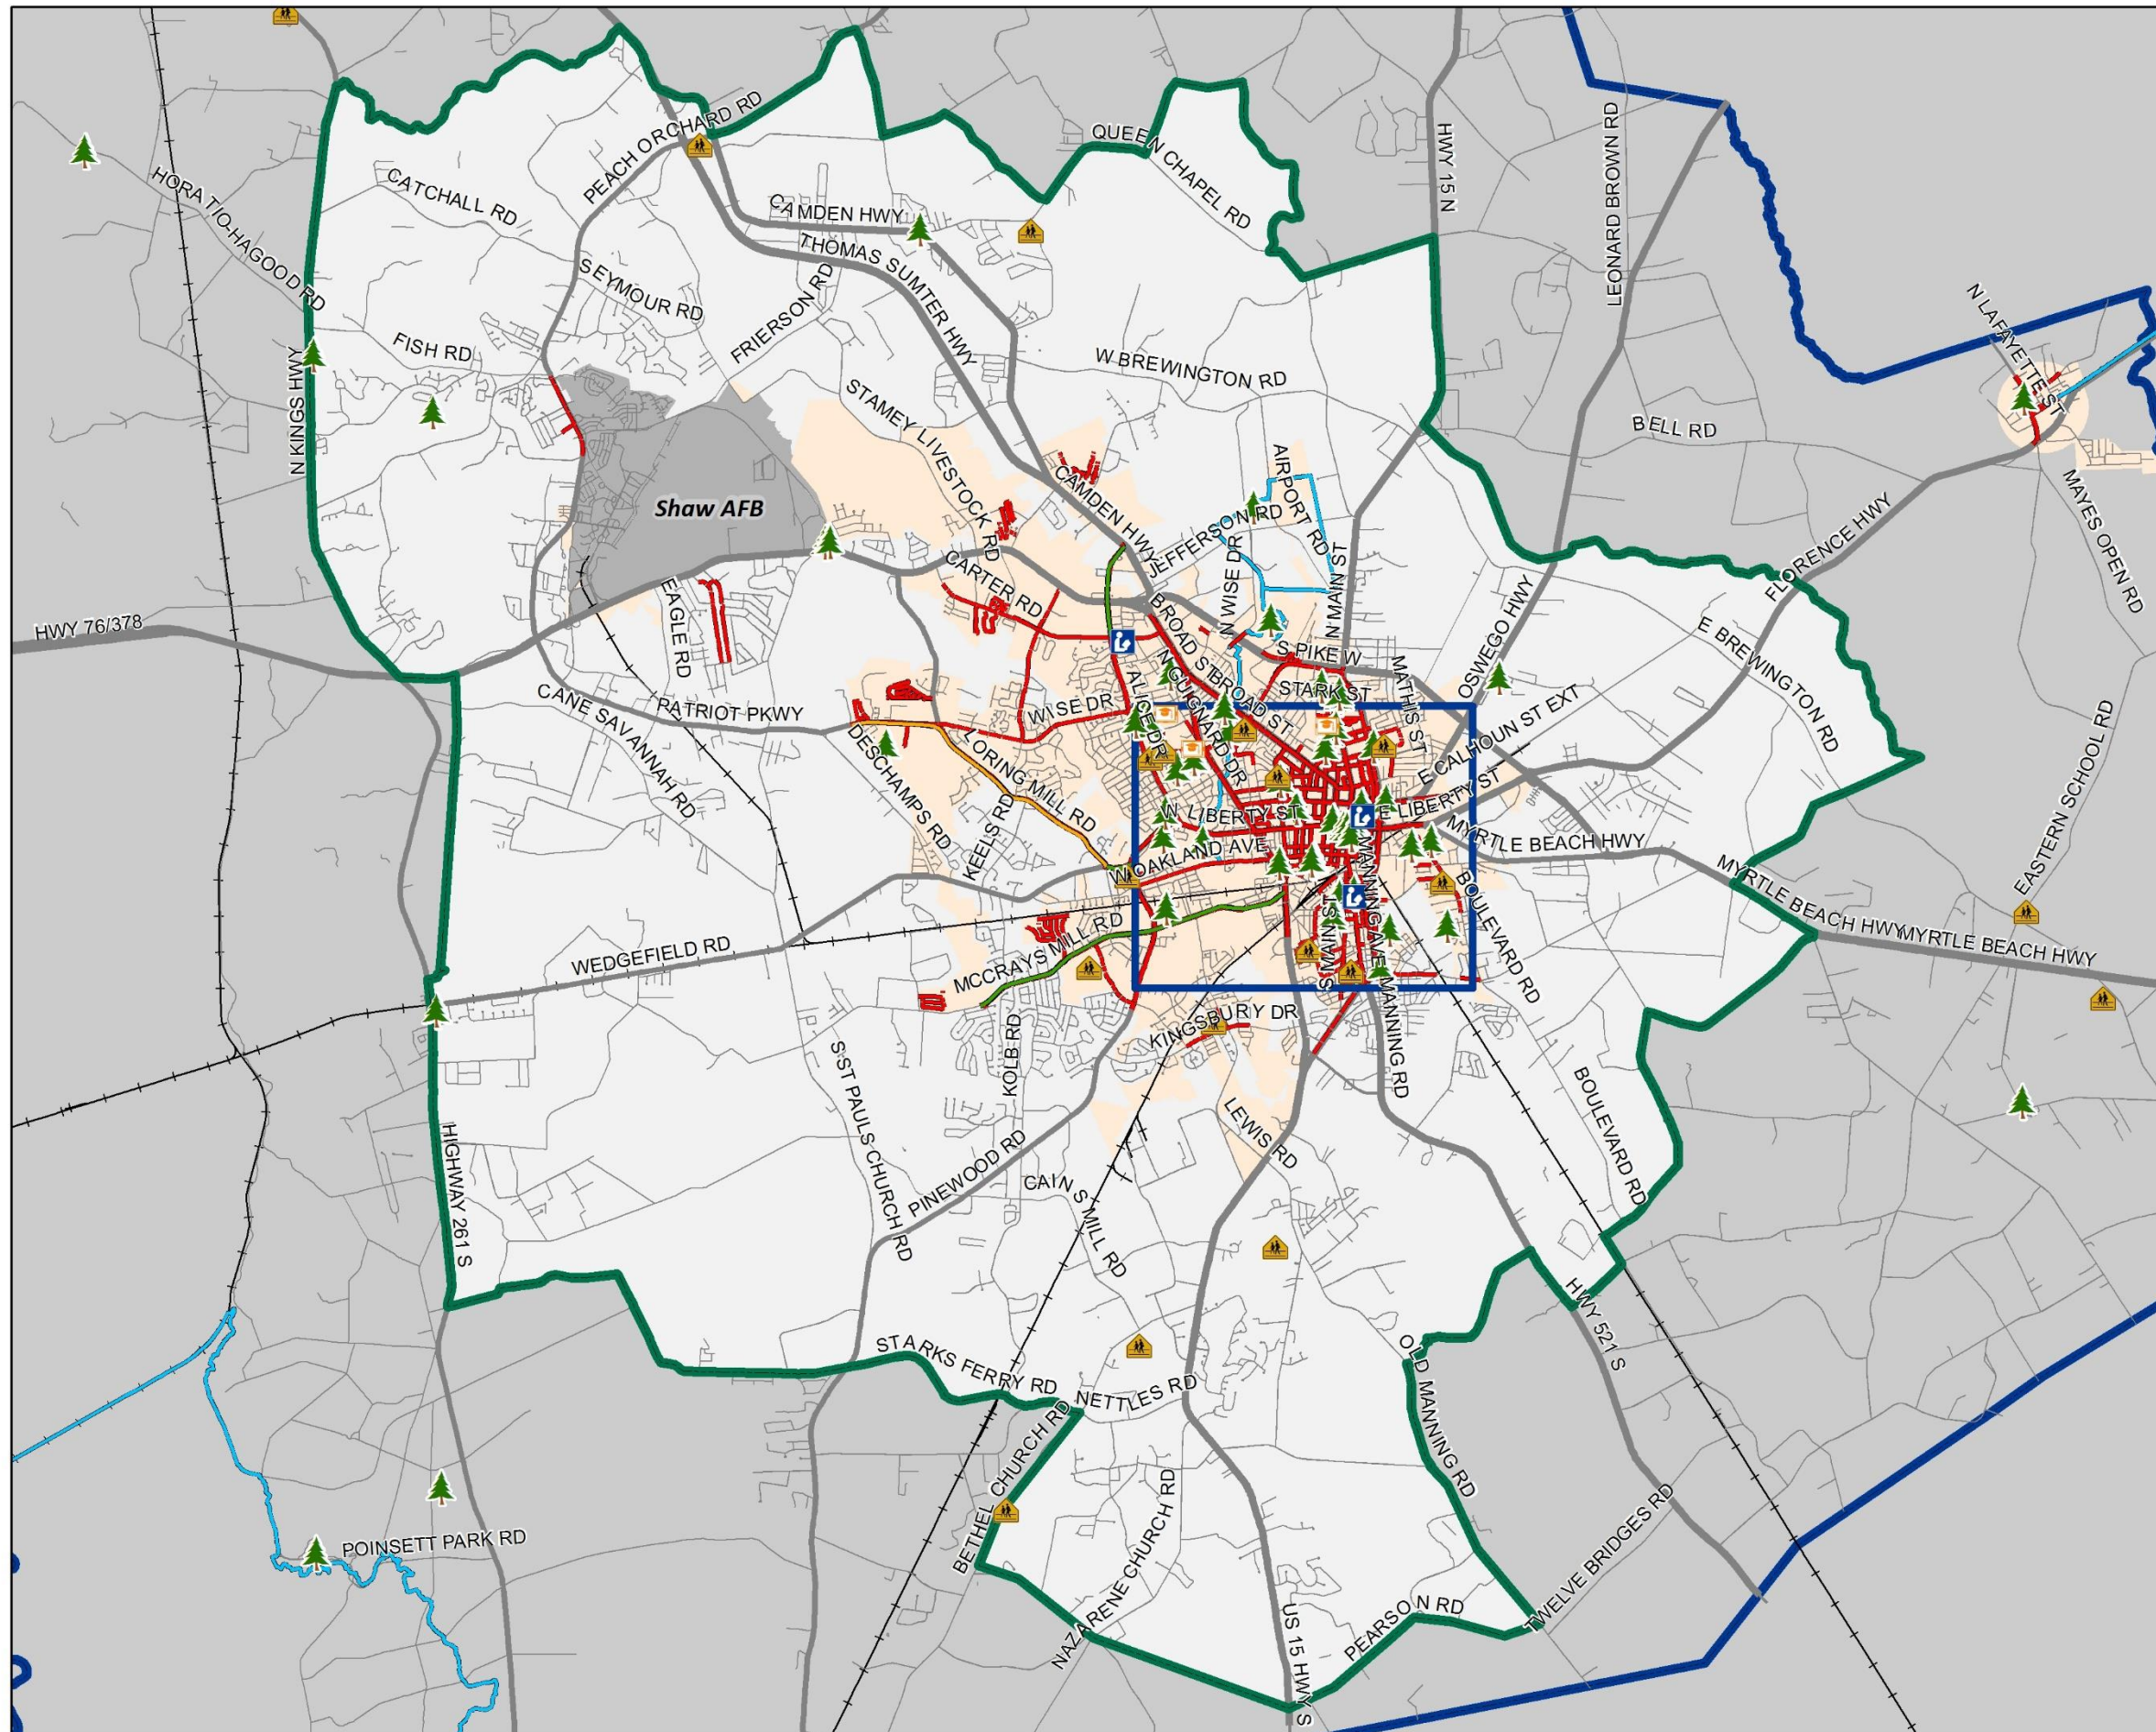 PEACH ORCHARD RD
QUEEN CHAPEL RD
HWY 15 N
LEONARD BROWN RD
HORATIO-HAGOOD RD
CATCHALL RD
CAMDEN HWY
THOMAS SUMTER HWY
SEYMOUR RD
FRIERSON RD
N LAFAYETTE ST
FISH RD
N KINGS HWY
W BREWINGTON RD
STAMEY LIVESTOCK RD
BELL RD
Shaw AFB
CAMDEN HWY
AIRPORT RD
JEFFERSON RD
MAYES OPEN RD
FLORENCE HWY
CARTER RD
EAGLE RD
N WISE DR
N MAIN ST
HWY 76/378
BROAD ST
OSWEGO HWY
E BREWINGTON RD
S PIKE W
MATHIS ST
N GUIGNARD DR
BROAD ST
STARK ST
ALICE DR
CANE SAVANNAH RD
PATRIOT PKWY
WISE DR
E CALHOUN ST EXT
EASTERN SCHOOL RD
DESCHAMPS RD
LORING MILL RD
KEELS RD
W LIBERTY ST
E LIBERTY ST
W OAKLAND AVE
MYRTLE BEACH HWY
MANNING AVE
BOULEVARD RD
MYRTLE BEACH HWY
MYRTLE BEACH HWY
WEDGEFIELD RD
MCCRAYS MILL RD
S MAIN ST
KINGSBURY DR
MANNING RD
KOLB RD
S ST PAULS CHURCH RD
LEWIS RD
BOULEVARD RD
HIGHWAY 261 S
PINEWOOD RD
CAINS MILL RD
HWY 521 S
STARKS FERRY RD
NETTLES RD
OLD MANNING RD
BETHEL CHURCH RD
NAZARENE CHURCH RD
POINSETT PARK RD
TWELVE BRIDGES RD
PEARSON RD
US 15 HWY S